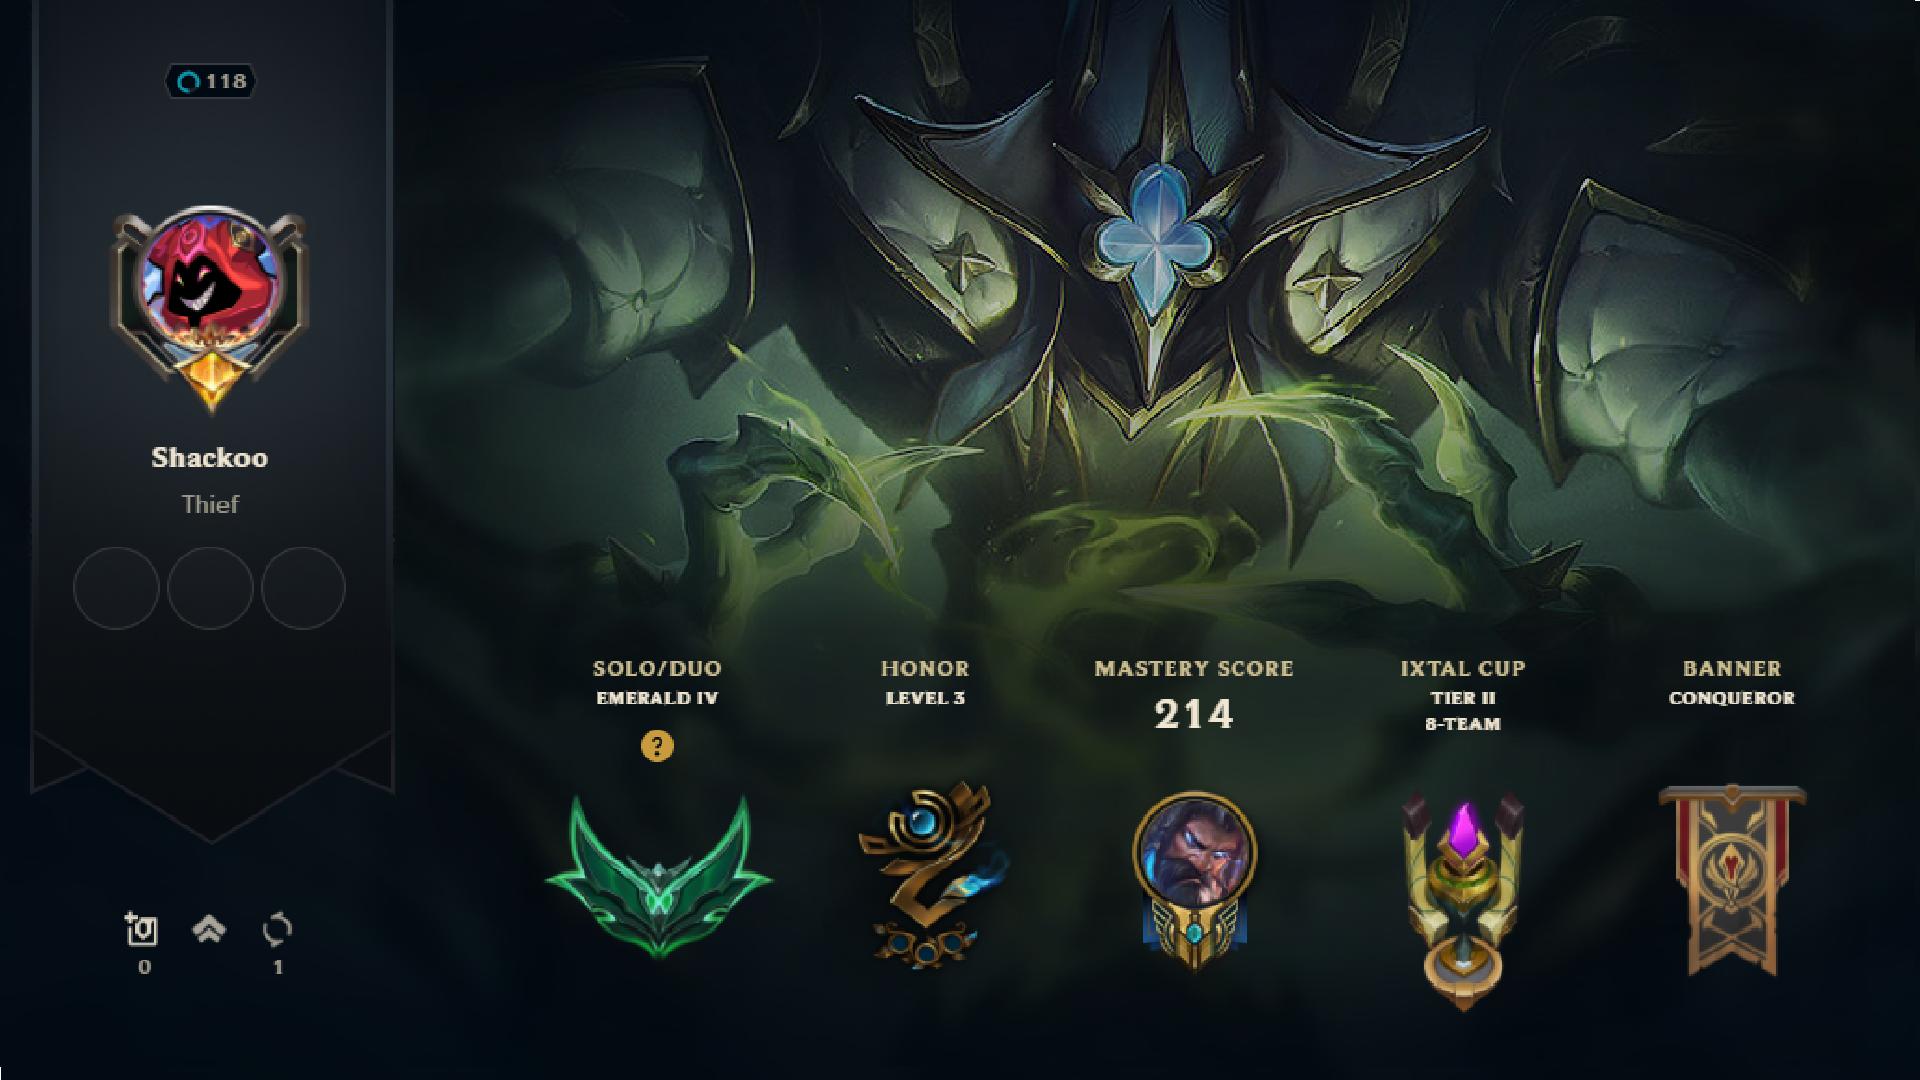 118
Shackoo
Thief
SOLO/DUO
EMERALD IV
?
HONOR
LEVEL 3
MASTERY SCORE
214
IXTAL CUP
TIER II
8-TEAM
BANNER
CONQUEROR
0
1